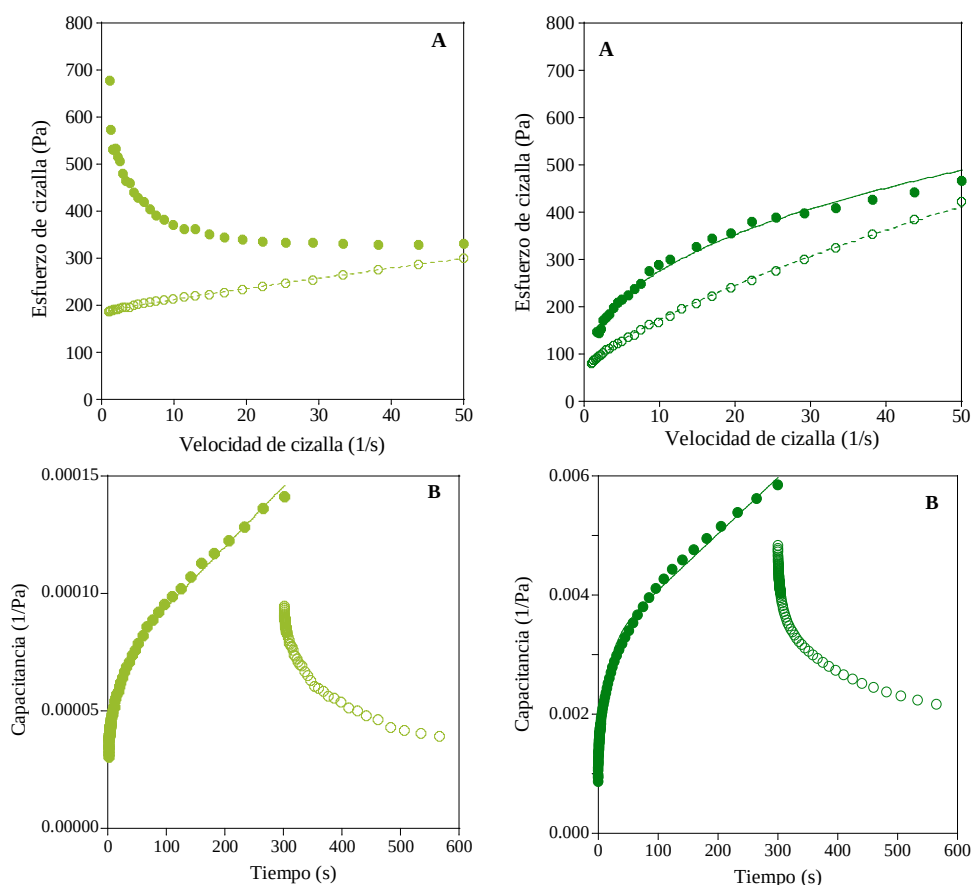 A
Esfuerzo de cizalla (Pa)
800
700
600
500
400
300
200
100
0
0 10 20 30 40 50
Velocidad de cizalla (1/s)
A
Esfuerzo de cizalla (Pa)
800
700
600
500
400
300
200
100
0
0 10 20 30 40 50
Velocidad de cizalla (1/s)
B
Capacitancia (1/Pa)
0.00015
0.00010
0.00005
0.00000
0 100 200 300 400 500 600
Tiempo (s)
B
Capacitancia (1/Pa)
0.006
0.004
0.002
0.000
0 100 200 300 400 500 600
Tiempo (s)